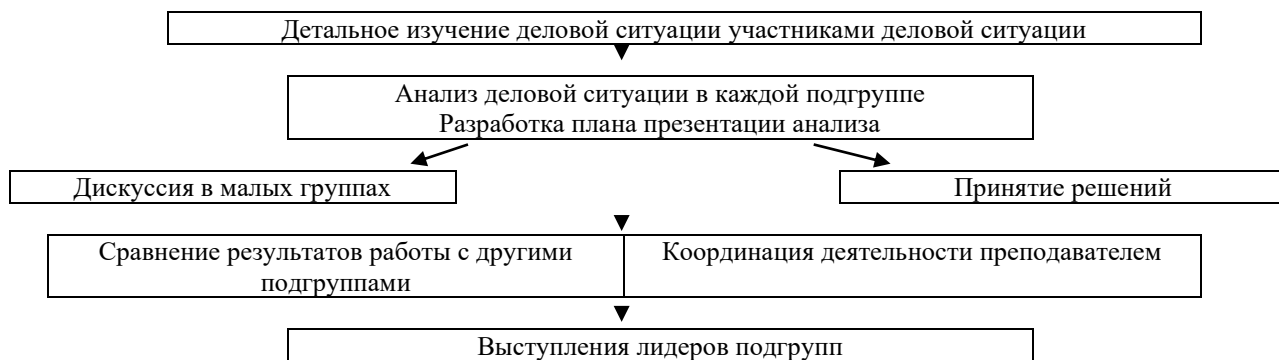 Детальное изучение деловой ситуации участниками деловой ситуации
Анализ деловой ситуации в каждой подгруппе
Разработка плана презентации анализа
Дискуссия в малых группах
Принятие решений
Сравнение результатов работы с другими
подгруппами
Координация деятельности преподавателем
Выступления лидеров подгрупп